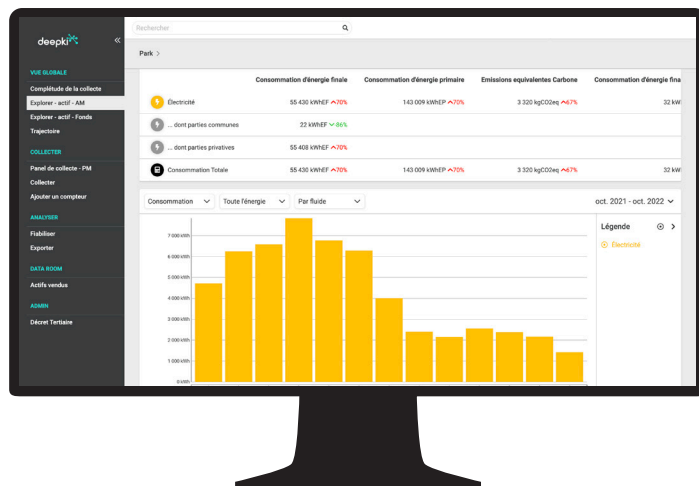 deepki
«
Rechercher
Park >
VUE GLOBALE
Complétude de la collecte
Explorer - actif - AM
Explorer - actif - Fonds
Trajectoire
COLLECTER
Panel de collecte - PM
Collecter
Ajouter un compteur
ANALYSER
Fiabiliser
Exporter
DATA ROOM
Actifs vendus
ADMIN
Décret Tertiaire
Consommation d'énergie finale Consommation d'énergie primaire Emissions equivalentes Carbone Consommation d'énergie fina
Électricité 55 430 kWhEF 70% 143 009 kWhEP 70% 3 320 kgCO2eq 67% 32 kW
... dont parties communes 22 kWhEF 86%
... dont parties privatives 55 408 kWhEF 70%
Consommation Totale 55 430 kWhEF 70% 143 009 kWhEP 70% 3 320 kgCO2eq 67% 32 kW
Consommation Toute l'énergie Par fluide oct. 2021 - oct. 2022
Légende
Électricité
7 000 kWh
6 000 kWh
5 000 kWh
4 000 kWh
3 000 kWh
2 000 kWh
1 000 kWh
0 kWh